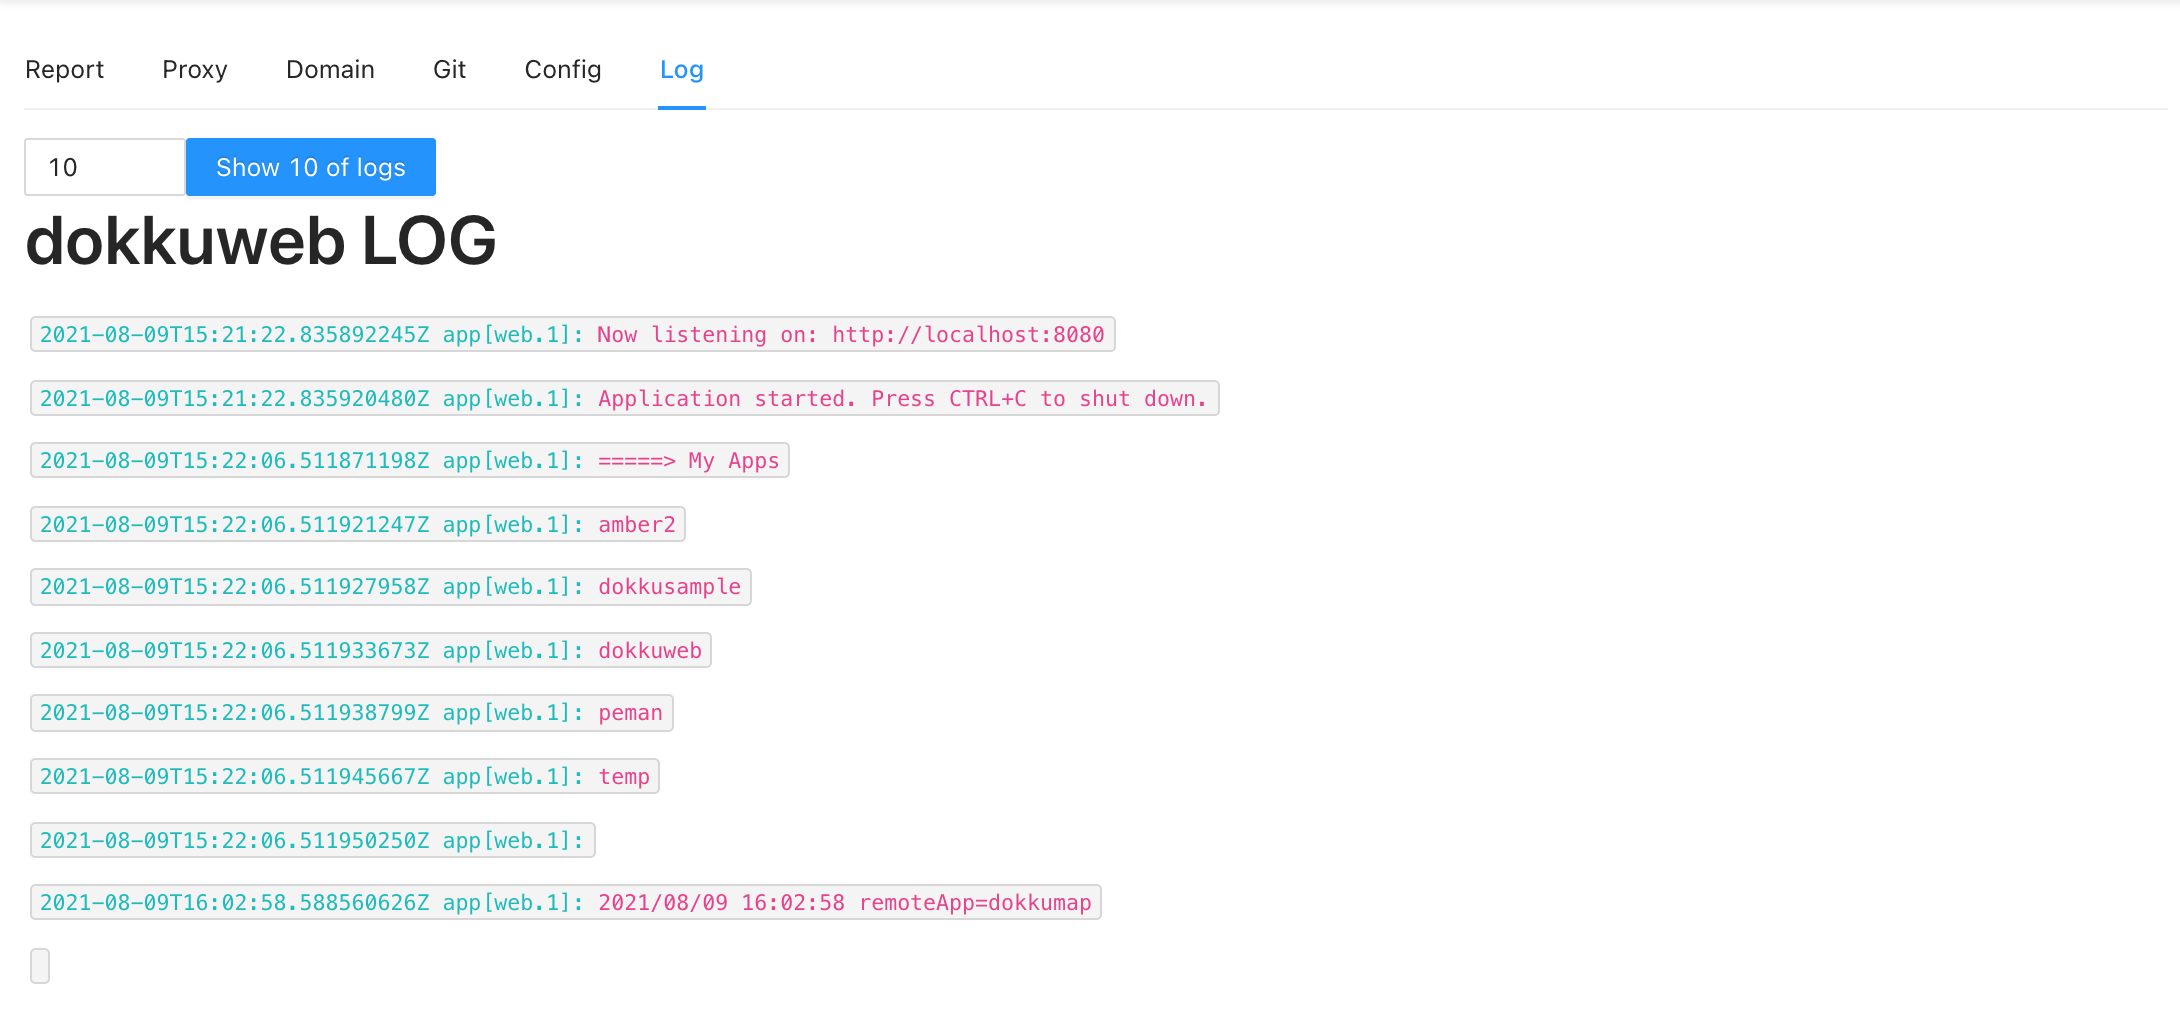 Report Proxy Domain Git Config Log
10 Show 10 of logs
dokkuweb LOG
2021-08-09T15:21:22.835892245Z app[web.1]: Now listening on: http://localhost:8080
2021-08-09T15:21:22.835920480Z app[web.1]: Application started. Press CTRL+C to shut down.
2021-08-09T15:22:06.511871198Z app[web.1]: =====> My Apps
2021-08-09T15:22:06.511921247Z app[web.1]: amber2
2021-08-09T15:22:06.511927958Z app[web.1]: dokkusample
2021-08-09T15:22:06.511933673Z app[web.1]: dokkuweb
2021-08-09T15:22:06.511938799Z app[web.1]: peman
2021-08-09T15:22:06.511945667Z app[web.1]: temp
2021-08-09T15:22:06.511950250Z app[web.1]:
2021-08-09T16:02:58.588560626Z app[web.1]: 2021/08/09 16:02:58 remoteApp=dokkumap